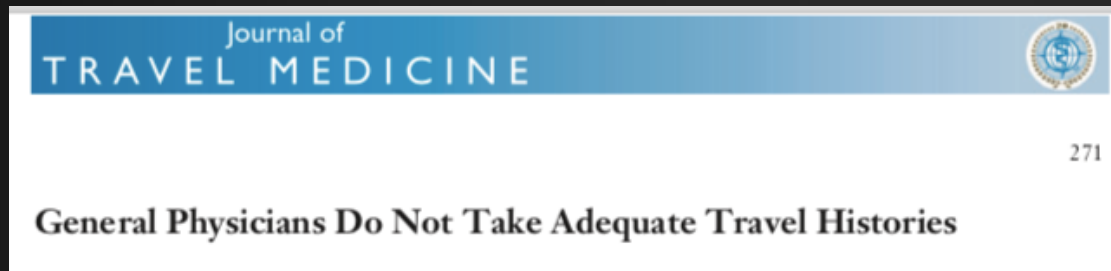 Journal of
TRAVEL MEDICINE
271
General Physicians Do Not Take Adequate Travel Histories